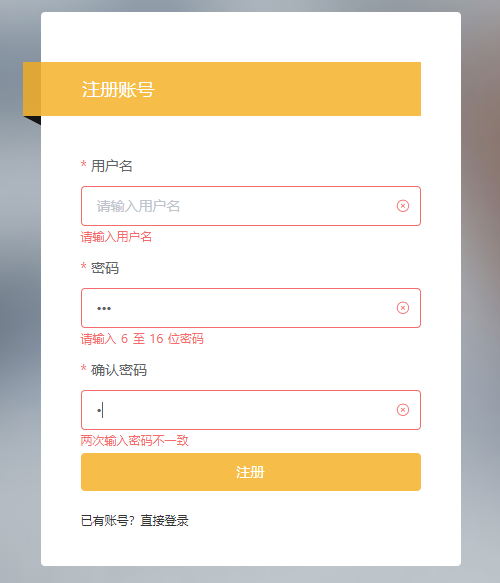 注册账号
* 用户名
请输入用户名
请输入用户名
* 密码
•••
请输入 6 至 16 位密码
* 确认密码
•
两次输入密码不一致
注册
已有账号？直接登录